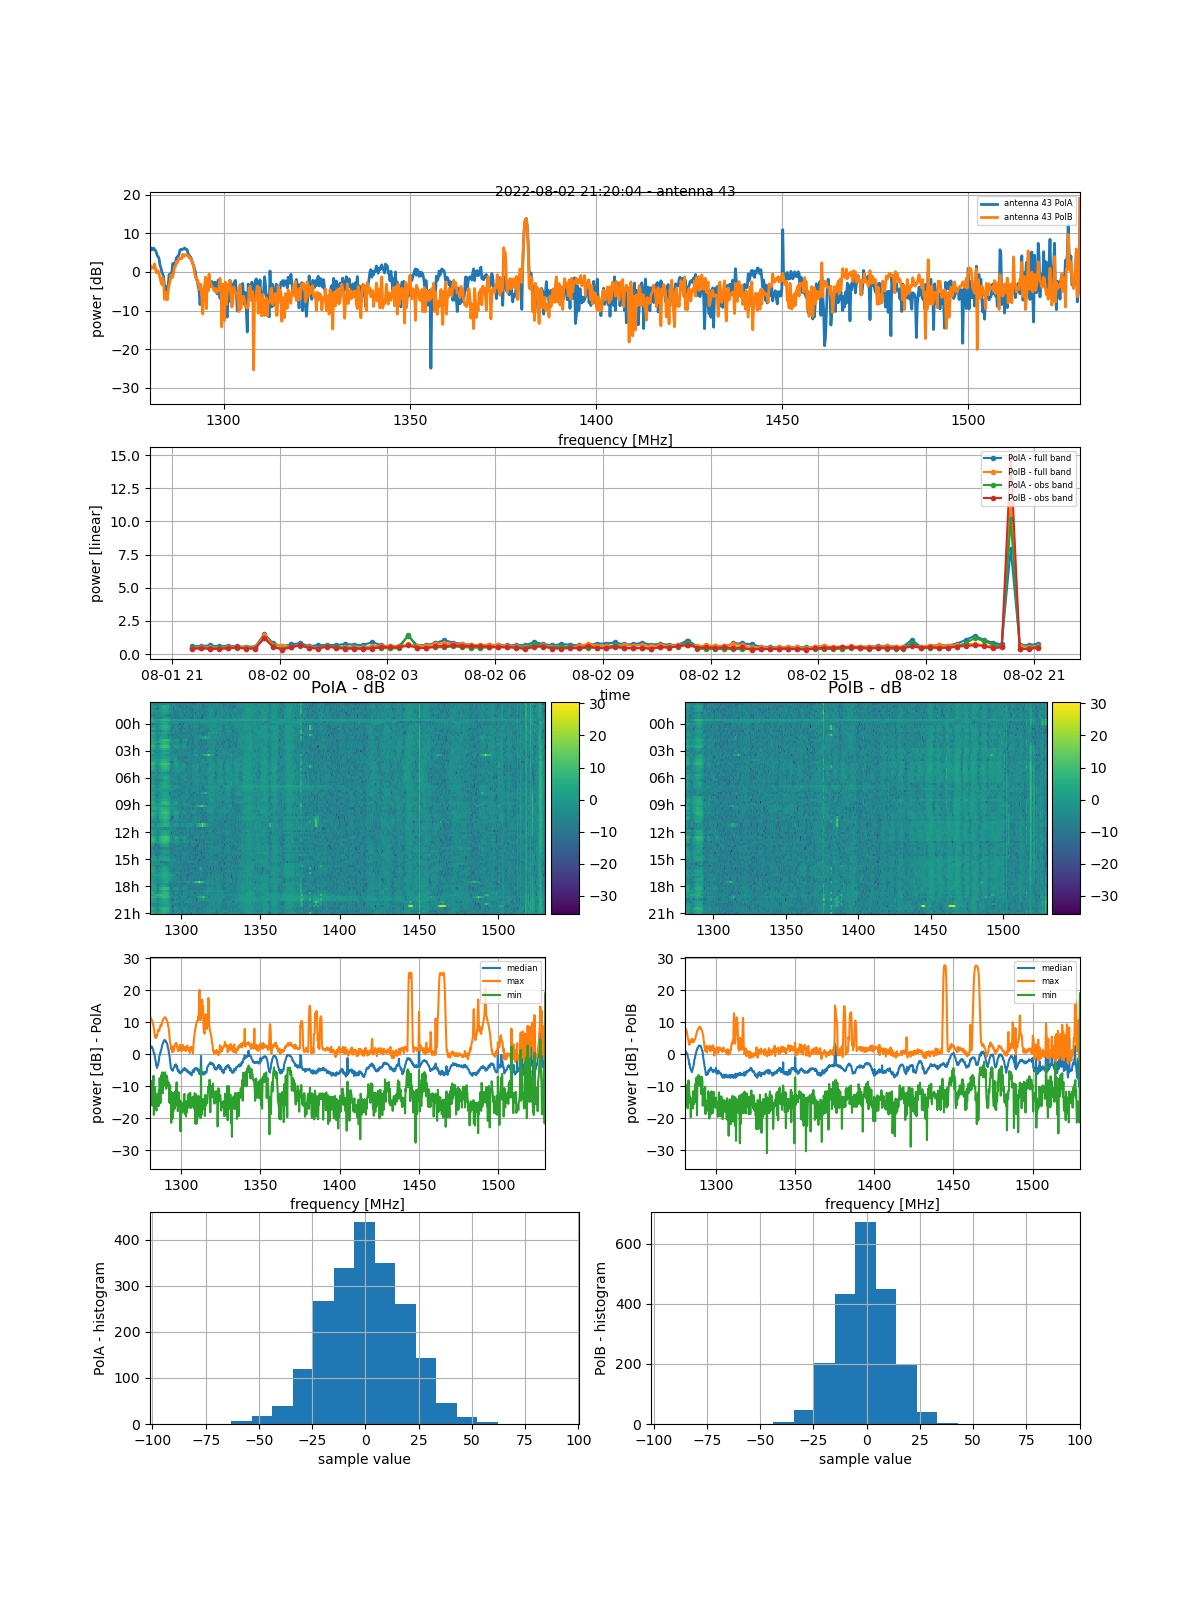 2022-08-02 21:20:04 - antenna 43
power [dB]
20
10
0
−10
−20
−30
antenna 43 PolA
antenna 43 PolB
1300 1350 1400 1450 1500
frequency [MHz]
power [linear]
15.0
12.5
10.0
7.5
5.0
2.5
0.0
PolA - full band
PolB - full band
PolA - obs band
PolB - obs band
08-01 21 08-02 00 08-02 03 08-02 06 08-02 09 08-02 12 08-02 15 08-02 18 08-02 21
time
PolA - dB
00h
03h
06h
09h
12h
15h
18h
21h
1300 1350 1400 1450 1500
30
20
10
0
−10
−20
−30
PolB - dB
00h
03h
06h
09h
12h
15h
18h
21h
1300 1350 1400 1450 1500
30
20
10
0
−10
−20
−30
power [dB] - PolA
30
20
10
0
−10
−20
−30
median
max
min
1300 1350 1400 1450 1500
frequency [MHz]
power [dB] - PolB
30
20
10
0
−10
−20
−30
median
max
min
1300 1350 1400 1450 1500
frequency [MHz]
PolA - histogram
400
300
200
100
0
−100 −75 −50 −25 0 25 50 75 100
sample value
PolB - histogram
600
400
200
0
−100 −75 −50 −25 0 25 50 75 100
sample value